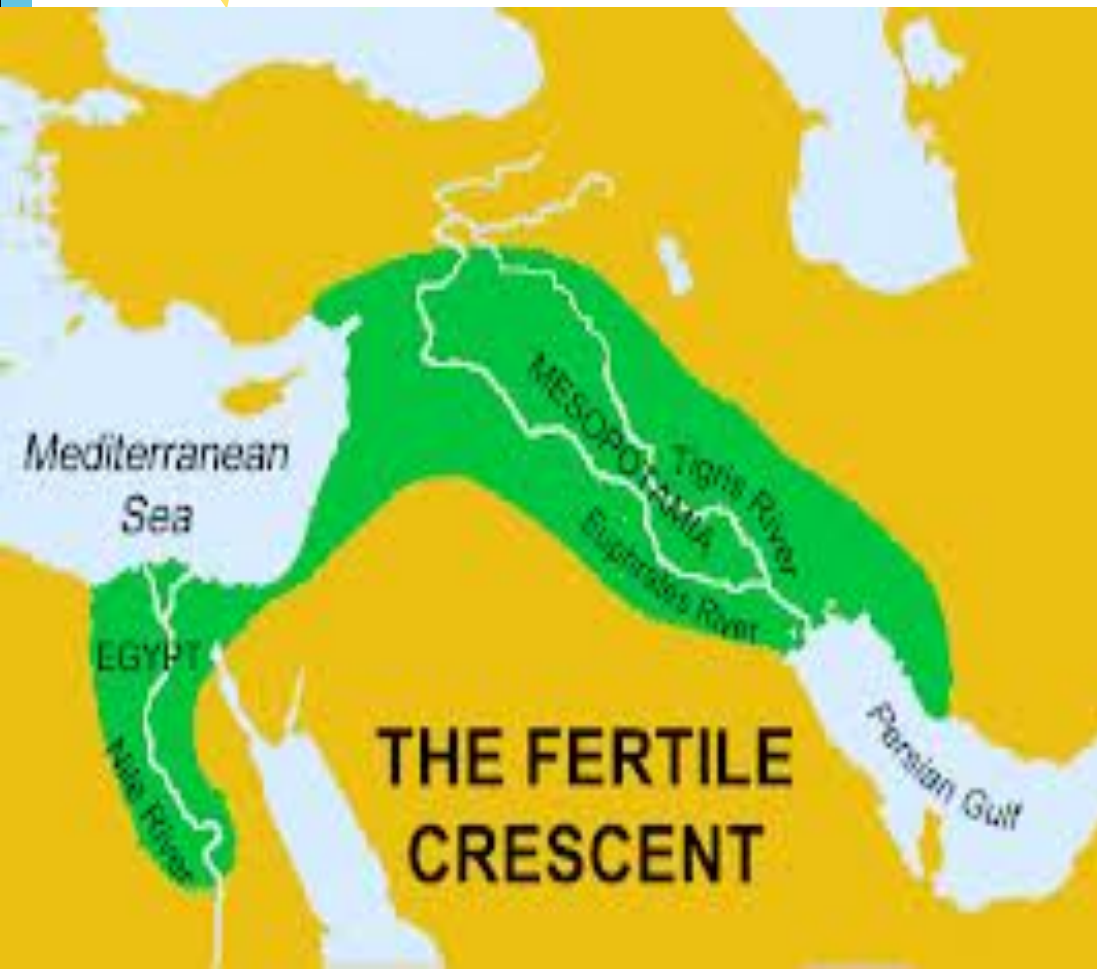 MESOPOTAMIA
Tigris River
Mediterranean
Sea
Euphrates River
EGYPT
Nile River
THE FERTILE
CRESCENT
Persian Gulf